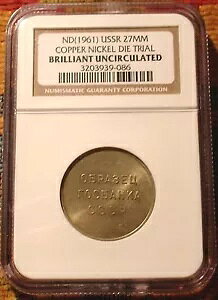 ND(1961) USSR 27MM
COPPER NICKEL DIE TRIAL
BRILLIANT UNCIRCULATED
3203939-086
NUMISMATIC GUARANTY CORPORATION
ОБРАЗЕЦ
ГОСБАНКА
СССР